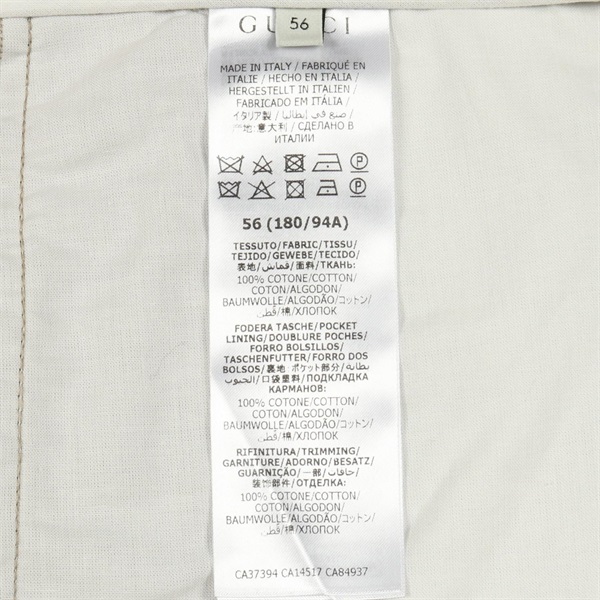 56
MADE IN ITALY / FABRIQUÉ EN
ITALIE / HECHO EN ITALIA /
HERGESTELLT IN ITALIEN /
FABRICADO EM ITÁLIA /
イタリア製 / صنع في إيطاليا /
产地:意大利 / СДЕЛАНО В
ИТАЛИИ
56 (180/94A)
TESSUTO/FABRIC/TISSU/
TEJIDO/GEWEBE/TECIDO/
表地/قماش/面料/ТКАНЬ:
100% COTONE/COTTON/
COTON/ALGODON/
BAUMWOLLE/ALGODÃO/コットン/
قطن/棉/ХЛОПОК
FODERA TASCHE/POCKET
LINING/DOUBLURE POCHES/
FORRO BOLSILLOS/
TASCHENFUTTER/FORRO DOS
BOLSOS/裏地:ポケット部分/بطانة
الجيوب/口袋里料/ПОДКЛАДКА
КАРМАНОВ:
100% COTONE/COTTON/
COTON/ALGODON/
BAUMWOLLE/ALGODÃO/コットン/
قطن/棉/ХЛОПОК
RIFINITURA/TRIMMING/
GARNITURE/ADORNO/BESATZ/
GUARNIÇÃO/一部/حافات/
装饰部件/ОТДЕЛКА:
100% COTONE/COTTON/
COTON/ALGODON/
BAUMWOLLE/ALGODÃO/コットン/
قطن/棉/ХЛОПОК
CA37394 CA14517 CA84937